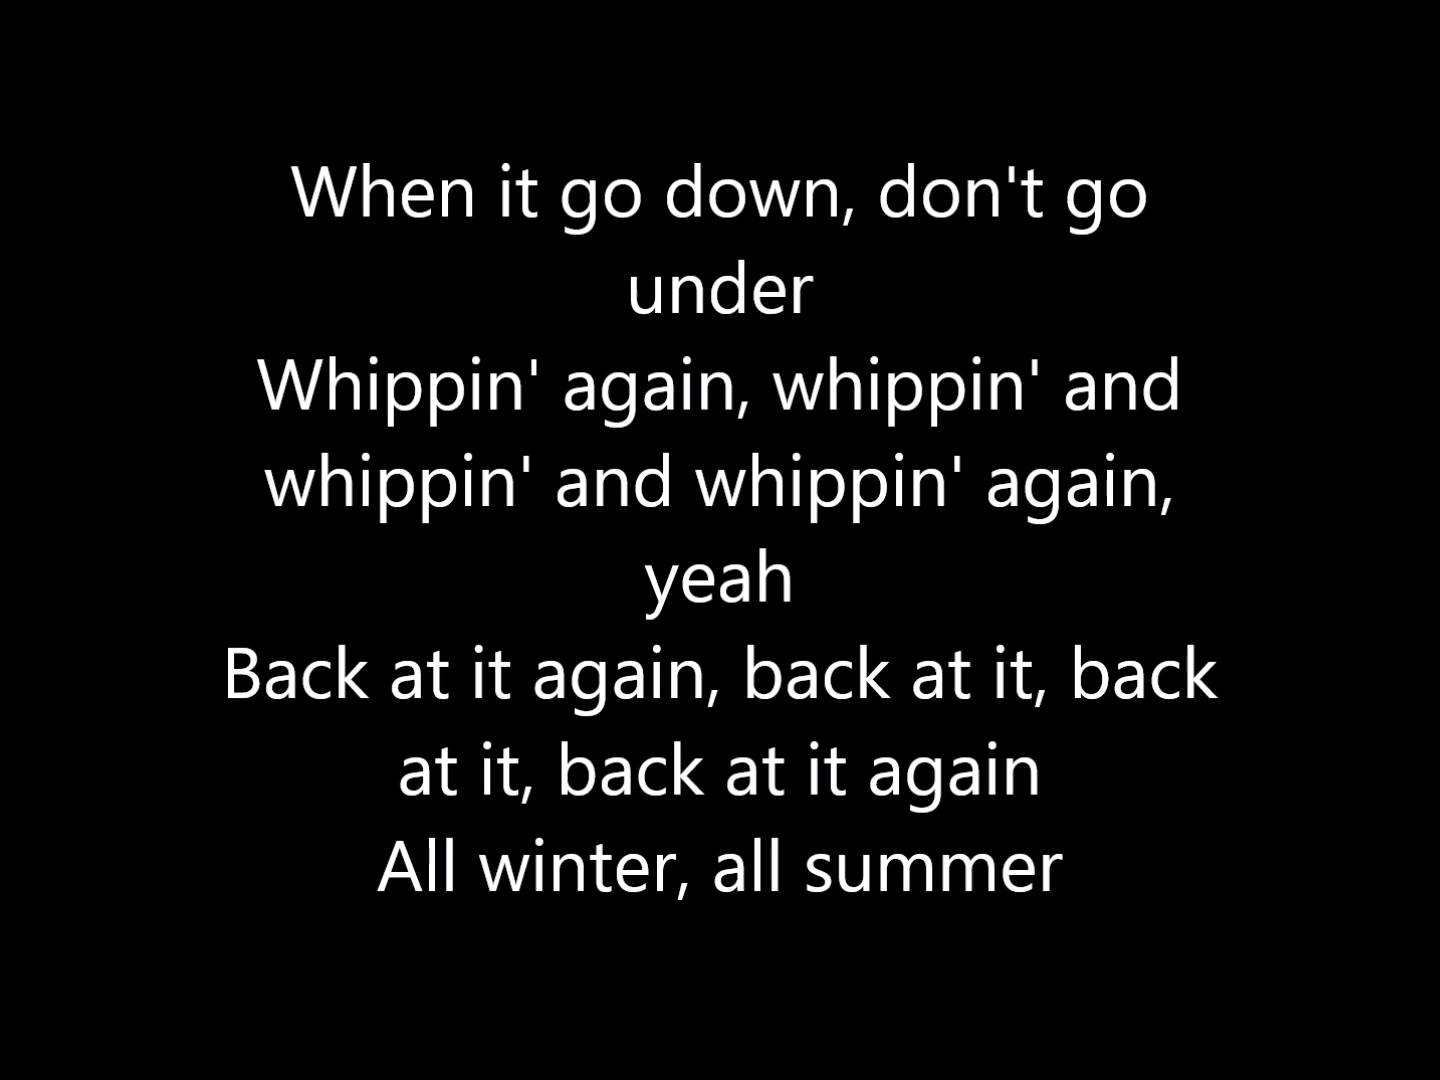 When it go down, don't go
under
Whippin' again, whippin' and
whippin' and whippin' again,
yeah
Back at it again, back at it, back
at it, back at it again
All winter, all summer